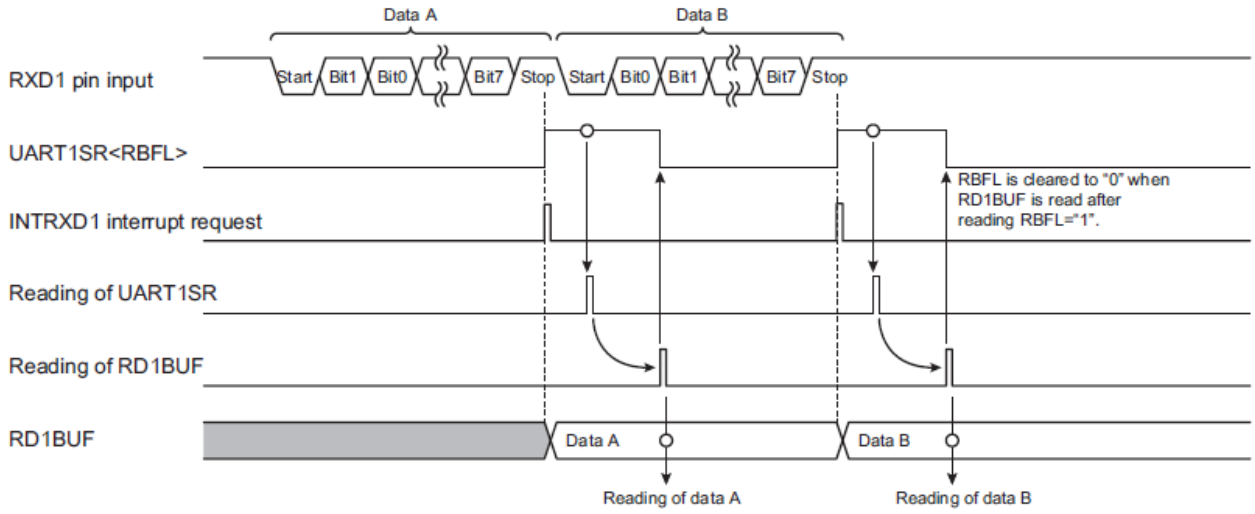 Data A Data B
RXD1 pin input Start Bit1 Bit0 Bit7 Stop Start Bit0 Bit1 Bit7 Stop
UART1SR<RBFL>
RBFL is cleared to “0” when
RD1BUF is read after
reading RBFL=“1”.
INTRXD1 interrupt request
Reading of UART1SR
Reading of RD1BUF
RD1BUF Data A Data B
Reading of data A Reading of data B